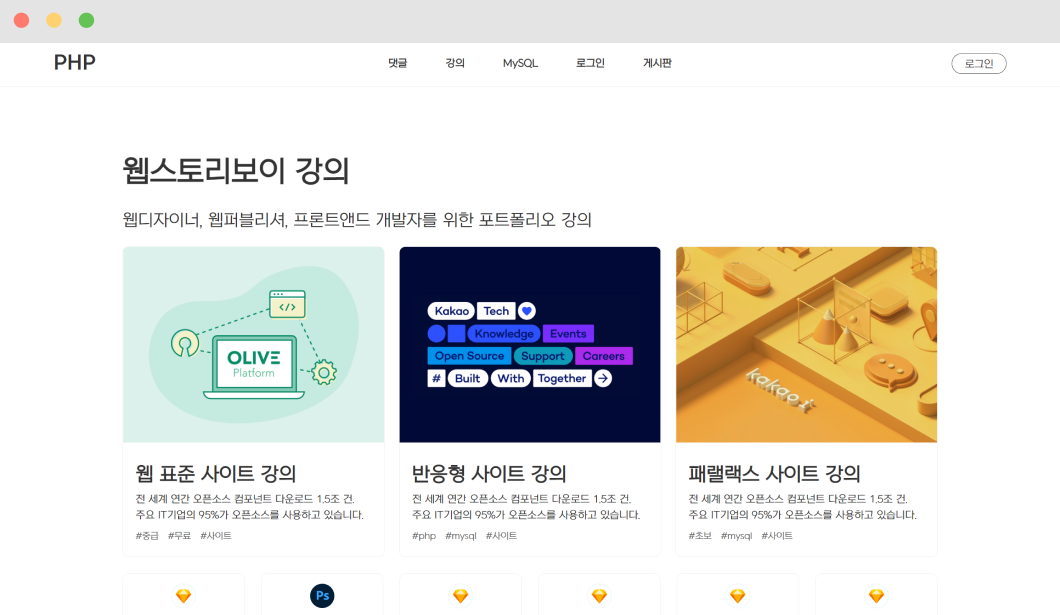 PHP
댓글
강의
MySQL
로그인
게시판
로그인
웹스토리보이 강의
웹디자이너, 웹퍼블리셔, 프론트앤드 개발자를 위한 포트폴리오 강의
</>
OLIVE
Platform
Kakao Tech
Knowledge Events
Open Source Support Careers
# Built With Together →
kakao i
웹 표준 사이트 강의
전 세계 연간 오픈소스 컴포넌트 다운로드 1.5조 건.
주요 IT기업의 95%가 오픈소스를 사용하고 있습니다.
#중급 #무료 #사이트
반응형 사이트 강의
전 세계 연간 오픈소스 컴포넌트 다운로드 1.5조 건.
주요 IT기업의 95%가 오픈소스를 사용하고 있습니다.
#php #mysql #사이트
패랠랙스 사이트 강의
전 세계 연간 오픈소스 컴포넌트 다운로드 1.5조 건.
주요 IT기업의 95%가 오픈소스를 사용하고 있습니다.
#초보 #mysql #사이트
Ps